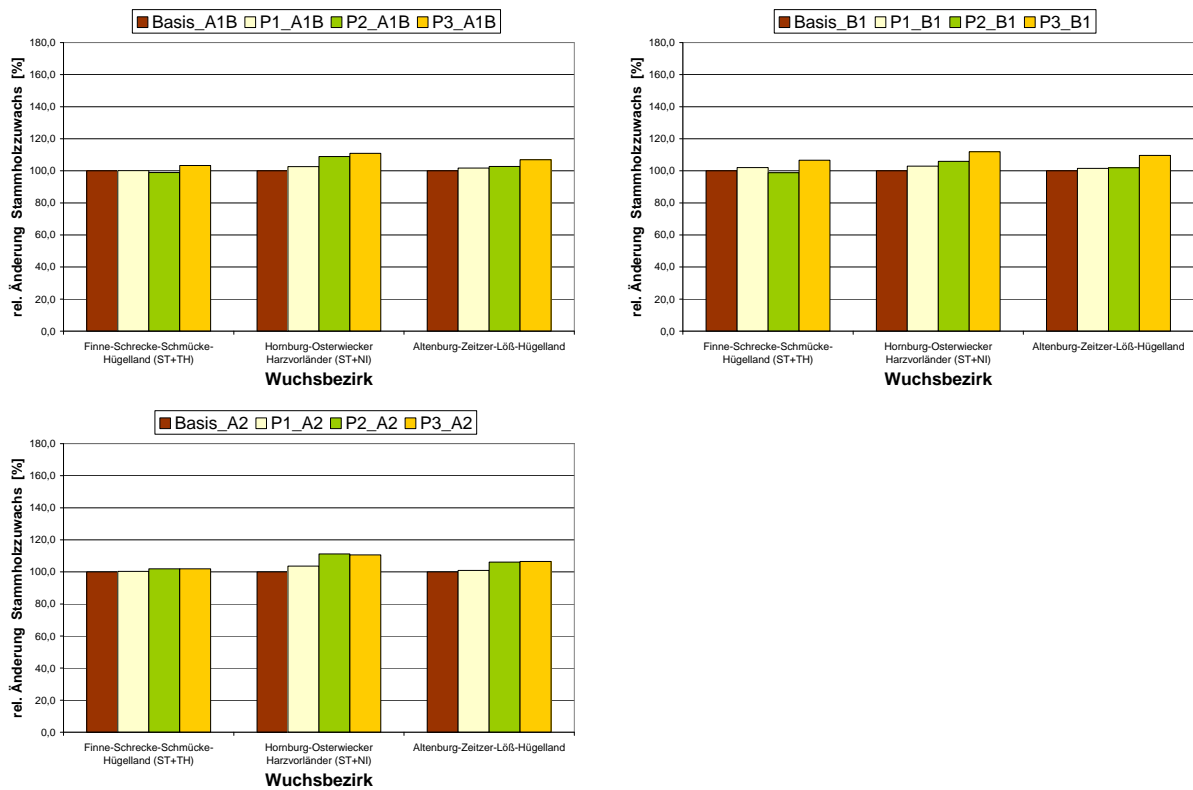 Basis_A1B P1_A1B P2_A1B P3_A1B
rel. Änderung Stammholzzuwachs [%]
180,0
160,0
140,0
120,0
100,0
80,0
60,0
40,0
20,0
0,0
Finne-Schrecke-Schmücke-
Hügelland (ST+TH)
Hornburg-Osterwiecker
Harzvorländer (ST+NI)
Altenburg-Zeitzer-Löß-Hügelland
Wuchsbezirk
Basis_B1 P1_B1 P2_B1 P3_B1
rel. Änderung Stammholzzuwachs [%]
180,0
160,0
140,0
120,0
100,0
80,0
60,0
40,0
20,0
0,0
Finne-Schrecke-Schmücke-
Hügelland (ST+TH)
Hornburg-Osterwiecker
Harzvorländer (ST+NI)
Altenburg-Zeitzer-Löß-Hügelland
Wuchsbezirk
Basis_A2 P1_A2 P2_A2 P3_A2
rel. Änderung Stammholzzuwachs [%]
180,0
160,0
140,0
120,0
100,0
80,0
60,0
40,0
20,0
0,0
Finne-Schrecke-Schmücke-
Hügelland (ST+TH)
Hornburg-Osterwiecker
Harzvorländer (ST+NI)
Altenburg-Zeitzer-Löß-Hügelland
Wuchsbezirk